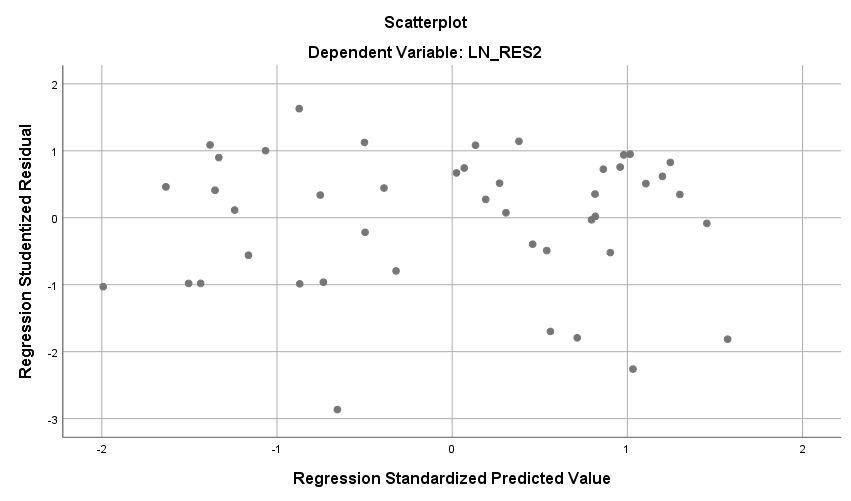 Scatterplot
Dependent Variable: LN_RES2
Regression Studentized Residual
2
1
0
-1
-2
-3
-2
-1
0
1
2
Regression Standardized Predicted Value